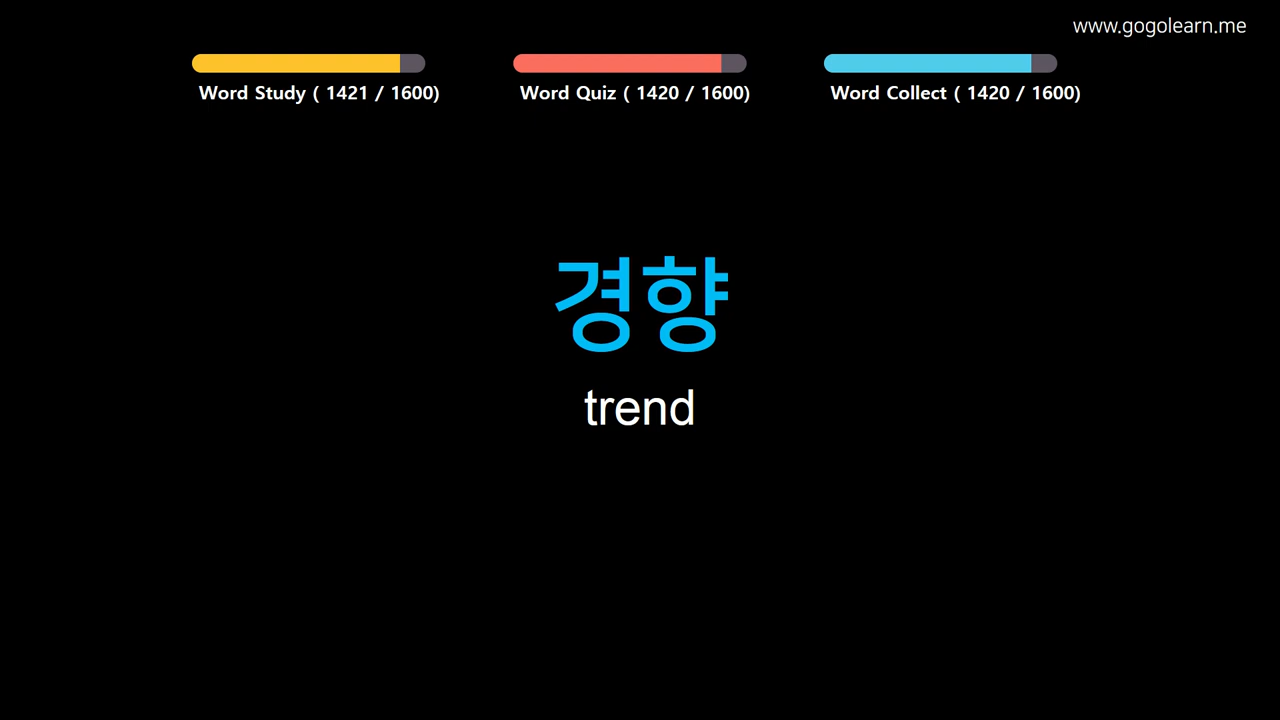 www.gogolearn.me
Word Study ( 1421 / 1600)
Word Quiz ( 1420 / 1600)
Word Collect ( 1420 / 1600)
경향
trend